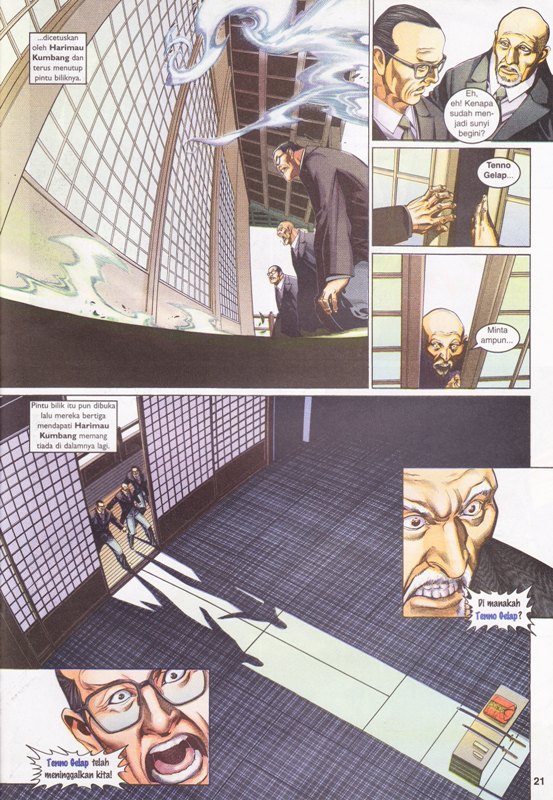 ...dicetuskan
oleh Harimau
Kumbang dan
terus menutup
pintu biliknya.
Eh,
eh! Kenapa
sudah men-
jadi sunyi
begini?
Tenno
Gelap...
Minta
ampun...
Pintu bilik itu pun dibuka
lalu mereka bertiga
mendapati Harimau
Kumbang memang
tiada di dalamnya lagi.
Di manakah
Tenno Gelap?
Tenno Gelap telah
meninggalkan kita!
21